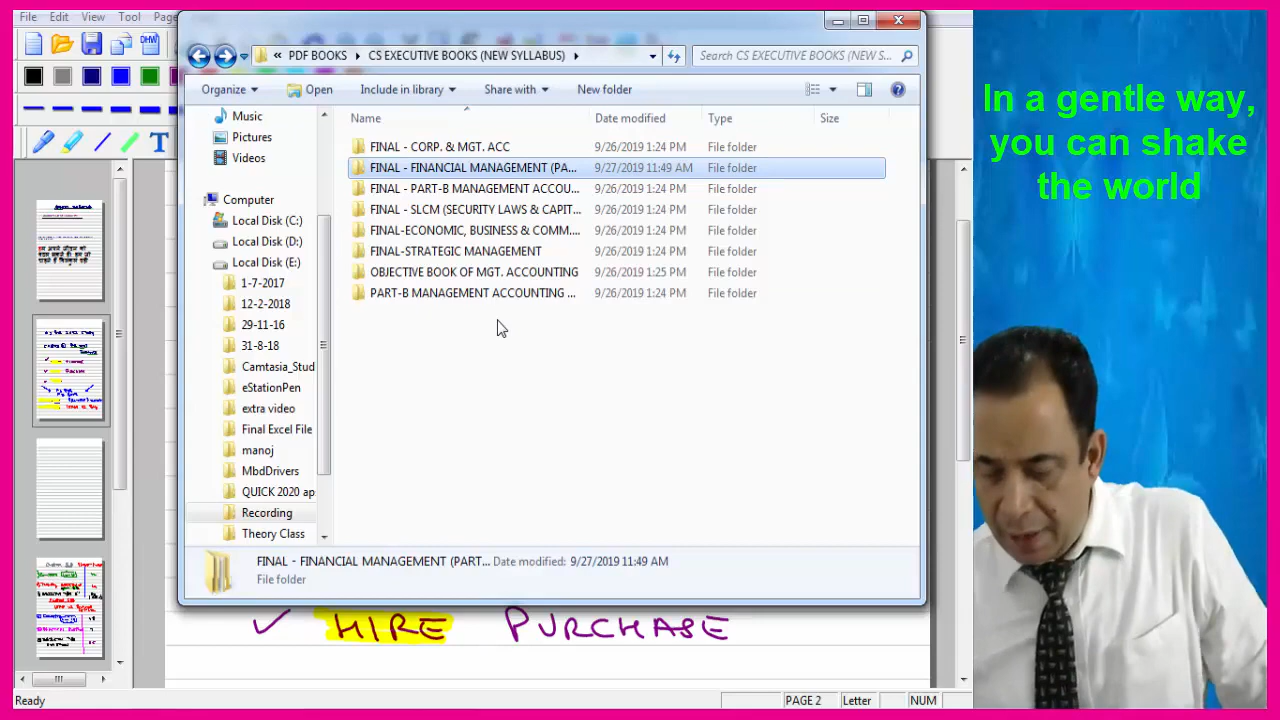 File Edit View Tool Pa
DHW
« PDF BOOKS CS EXECUTIVE BOOKS (NEW SYLLABUS)
Search CS EXECUTIVE BOOKS (NEW S...
Organize Open Include in library Share with New folder
Name Date modified Type Size
FINAL - CORP. & MGT. ACC 9/26/2019 1:24 PM File folder
FINAL - FINANCIAL MANAGEMENT (PA... 9/27/2019 11:49 AM File folder
FINAL - PART-B MANAGEMENT ACCOU... 9/26/2019 1:24 PM File folder
FINAL - SLCM (SECURITY LAWS & CAPIT... 9/26/2019 1:24 PM File folder
FINAL-ECONOMIC, BUSINESS & COMM.... 9/26/2019 1:24 PM File folder
FINAL-STRATEGIC MANAGEMENT 9/26/2019 1:24 PM File folder
OBJECTIVE BOOK OF MGT. ACCOUNTING 9/26/2019 1:25 PM File folder
PART-B MANAGEMENT ACCOUNTING ... 9/26/2019 1:24 PM File folder
Music
Pictures
Videos
Computer
Local Disk (C:)
Local Disk (D:)
Local Disk (E:)
1-7-2017
12-2-2018
29-11-16
31-8-18
Camtasia_Stud
eStationPen
extra video
Final Excel File
manoj
MbdDrivers
QUICK 2020 ap
Recording
Theory Class
FINAL - FINANCIAL MANAGEMENT (PART... Date modified: 9/27/2019 11:49 AM
File folder
HIRE PURCHASE
Ready PAGE 2 Letter NUM
In a gentle way,
you can shake
the world